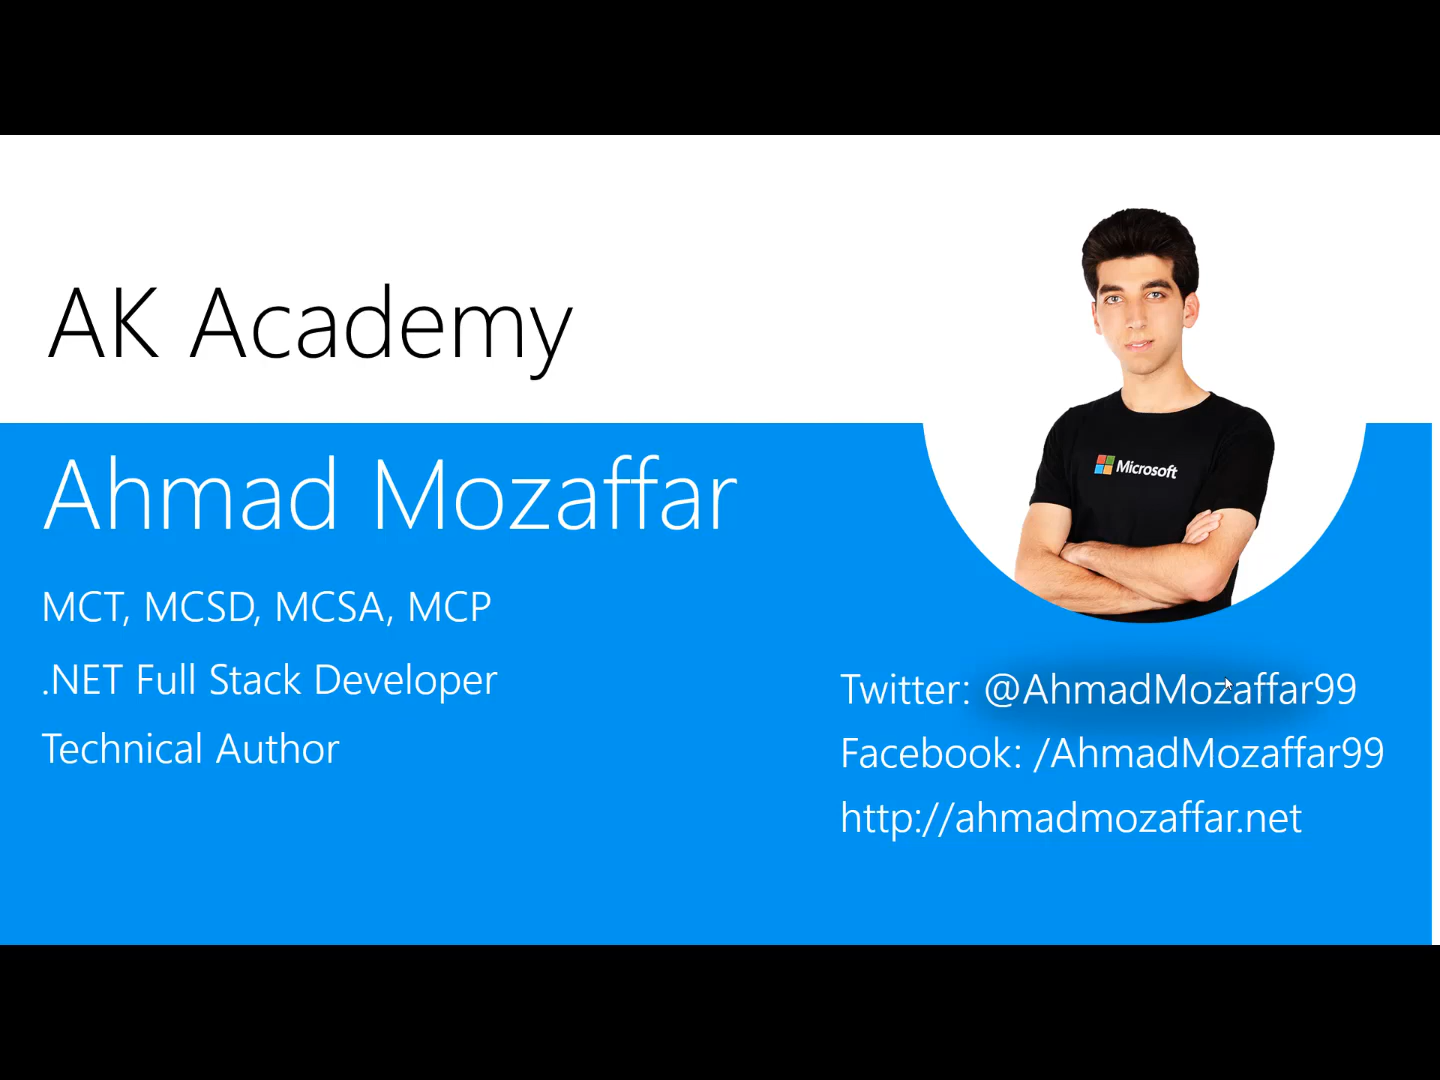 AK Academy
Ahmad Mozaffar
MCT, MCSD, MCSA, MCP
.NET Full Stack Developer
Technical Author
Microsoft
Twitter: @AhmadMozaffar99
Facebook: /AhmadMozaffar99
http://ahmadmozaffar.net